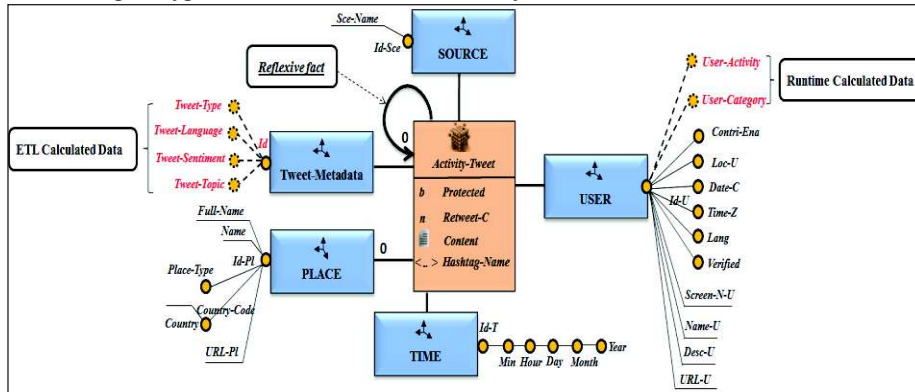 Sce-Name
Id-Sce
SOURCE
Reflexive fact
User-Activity
User-Category
Runtime Calculated Data
ETL Calculated Data
Tweet-Type
Tweet-Language
Tweet-Sentiment
Tweet-Topic
Id
Tweet-Metadata
0
Activity-Tweet
b Protected
n Retweet-C
Content
<..> Hashtag-Name
USER
Id-U
Contri-Ena
Loc-U
Date-C
Time-Z
Lang
Verified
Screen-N-U
Name-U
Desc-U
URL-U
Full-Name
Name
Id-Pl
Place-Type
Country-Code
Country
URL-Pl
PLACE
0
TIME
Id-T
Min Hour Day Month Year